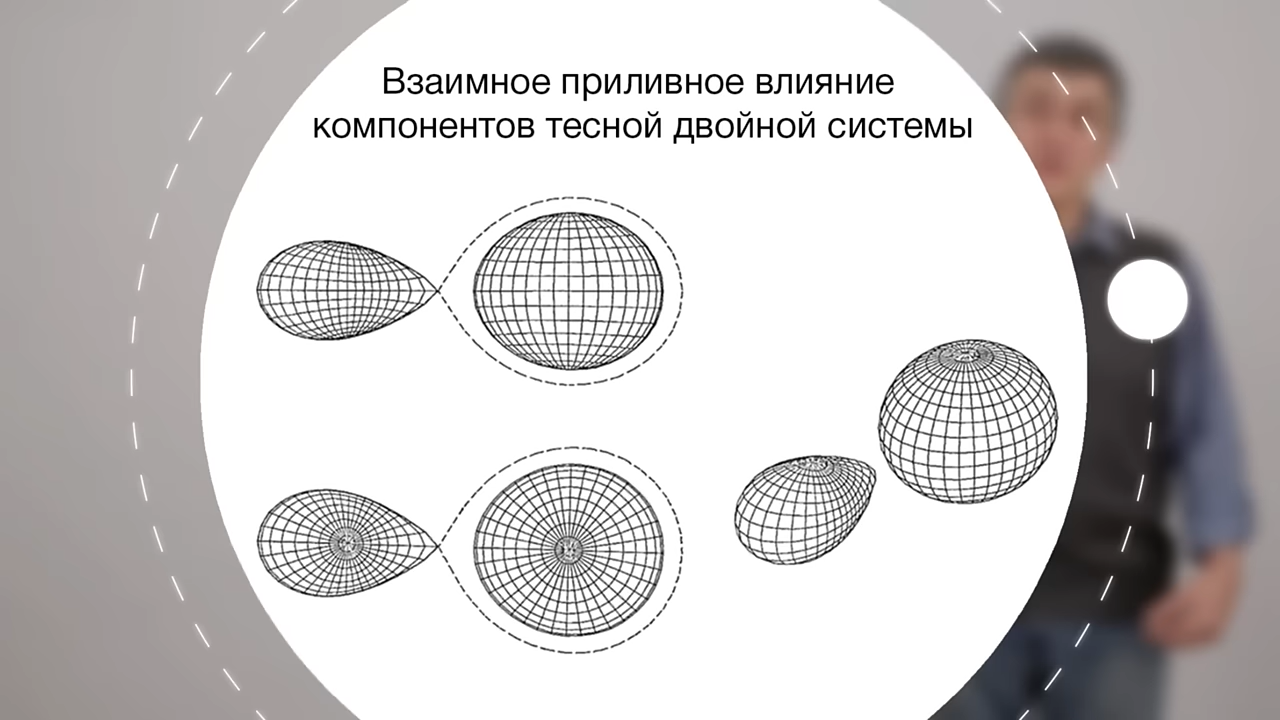 Взаимное приливное влияние
компонентов тесной двойной системы